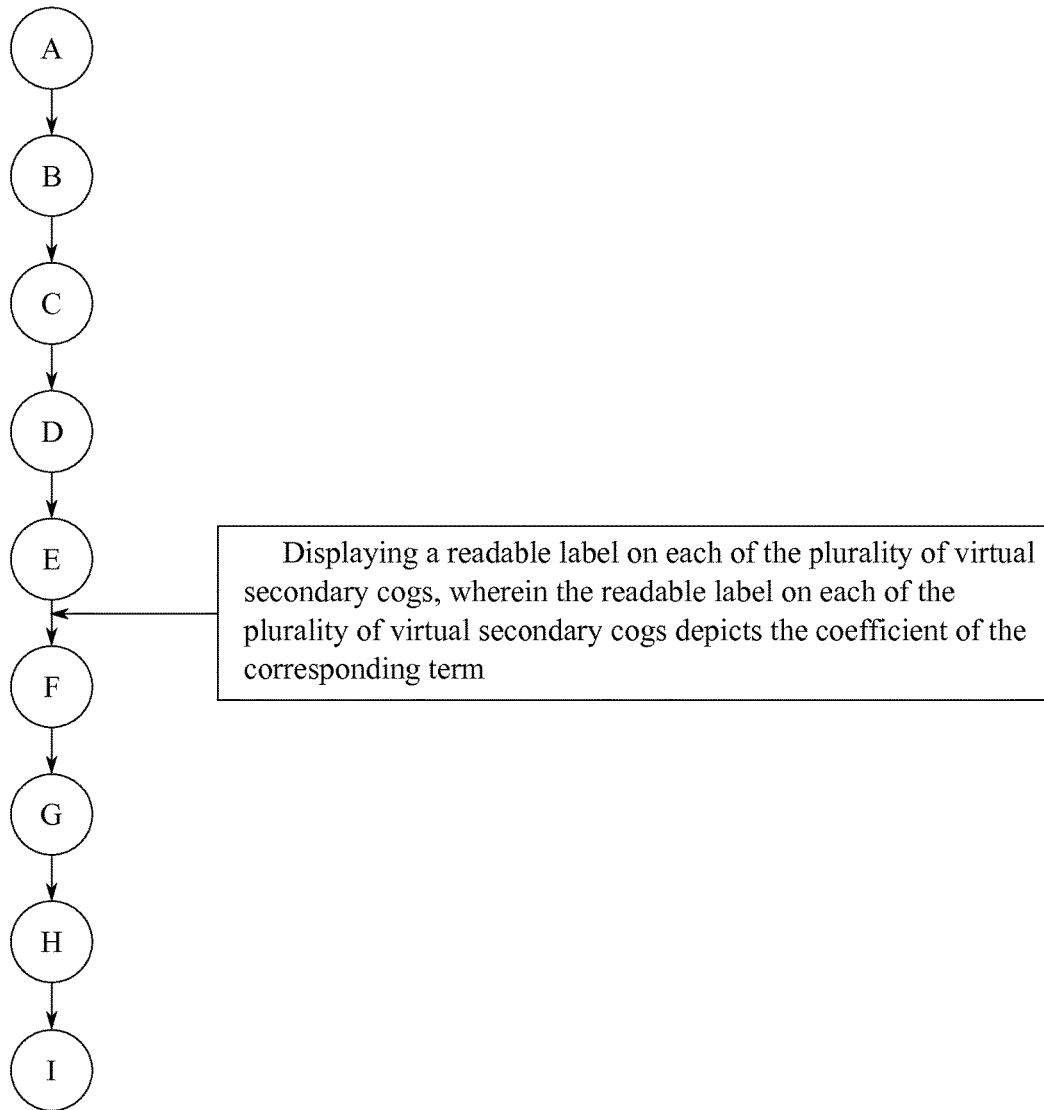 A
B
C
D
E
Displaying a readable label on each of the plurality of virtual
secondary cogs, wherein the readable label on each of the
plurality of virtual secondary cogs depicts the coefficient of the
corresponding term
F
G
H
I